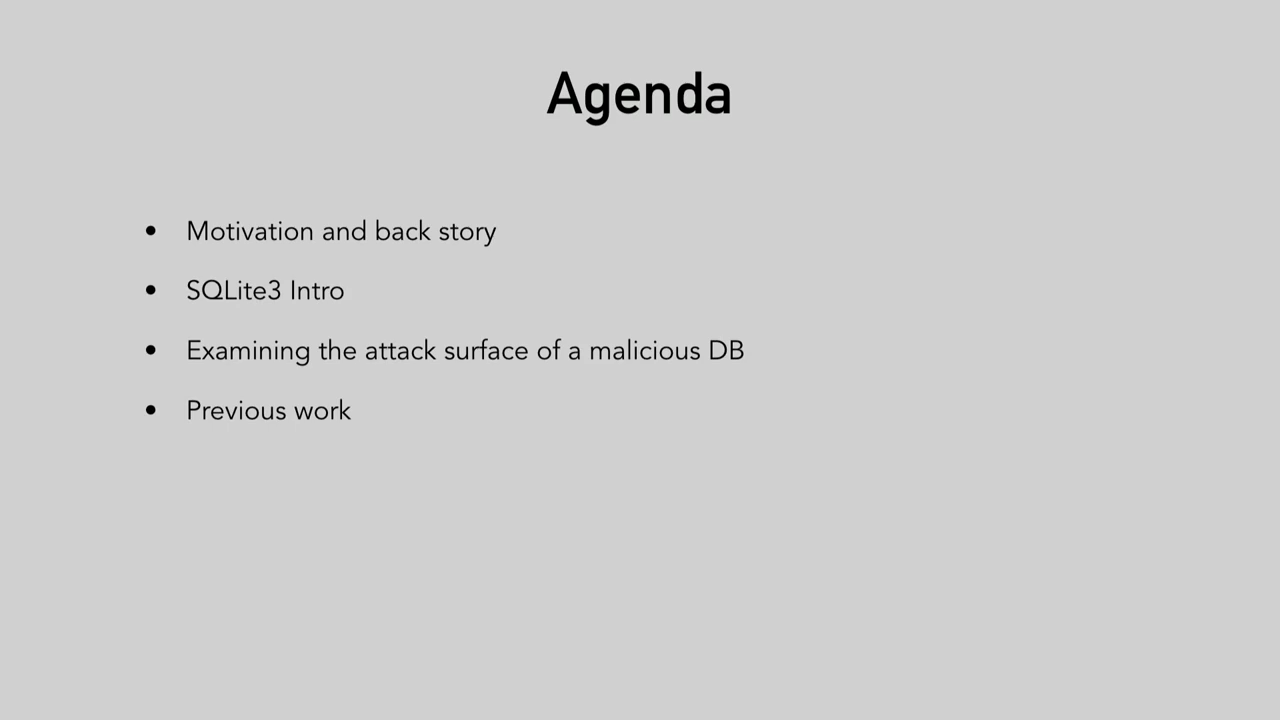 Agenda
• Motivation and back story
• SQLite3 Intro
• Examining the attack surface of a malicious DB
• Previous work